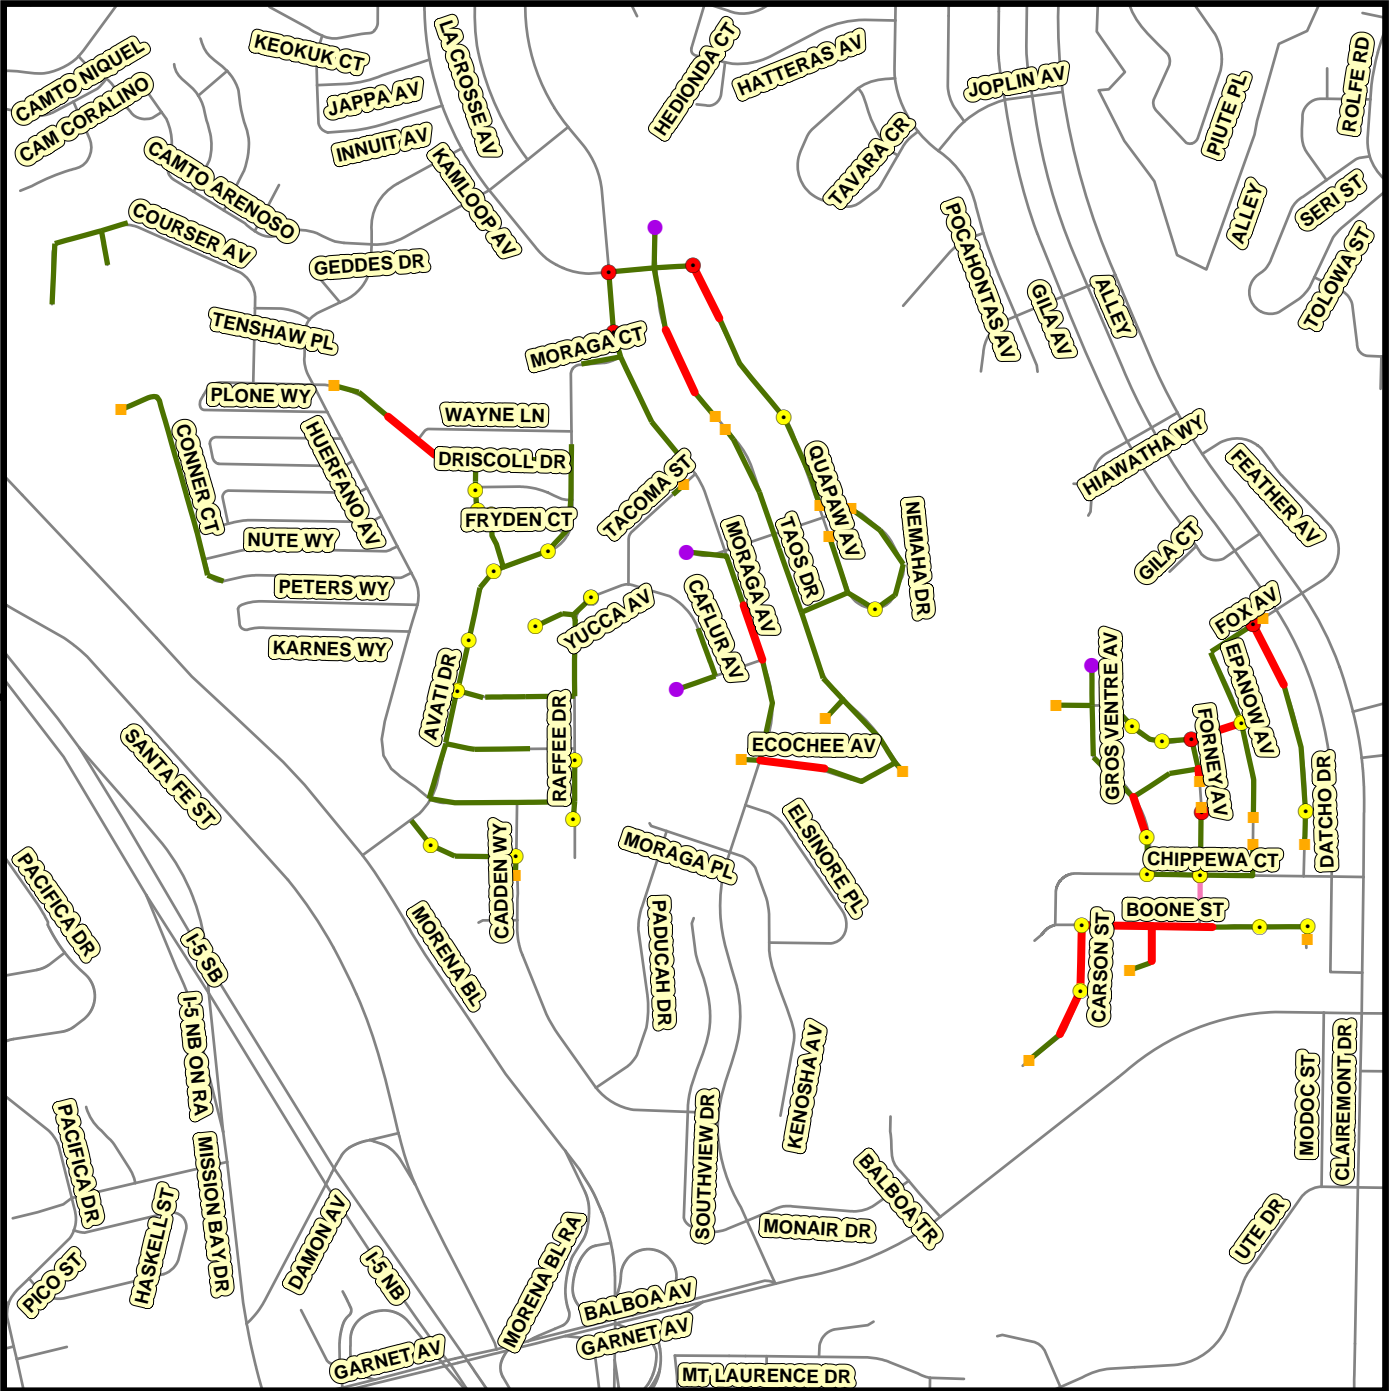 CAMTO NIQUEL
CAM CORALINO
KEOKUK CT
JAPPA AV
INNUIT AV
LA CROSSE AV
KAMLOOP AV
HEDIONDA CT
HATTERAS AV
TAVARA CR
JOPLIN AV
PIUTE PL
ROLFE RD
SERI ST
ALLEY
TOLOWA ST
CAMTO ARENOSO
COURSER AV
GEDDES DR
POCAHONTAS AV
GILA AV
ALLEY
TENSHAW PL
MORAGA CT
PLONE WY
WAYNE LN
CONNER CT
HUERFANO AV
DRISCOLL DR
FRYDEN CT
TACOMA ST
QUAPAW AV
NEMAHA DR
HIAWATHA WY
FEATHER AV
GILA CT
NUTE WY
PETERS WY
KARNES WY
YUCCA AV
CAFLUR AV
MORAGA AV
TAOS DR
FOX AV
EPANOW AV
GROS VENTRE AV
FORNEY AV
DATCHO DR
AVATI DR
RAFFEE DR
ECOCHEE AV
SANTA FE ST
CADDEN WY
MORAGA PL
ELSINORE PL
CHIPPEWA CT
BOONE ST
CARSON ST
PACIFICA DR
I-5 SB
MORENA BL
PADUCAH DR
I-5 NB ON RA
KENOSHA AV
MODOC ST
CLAIREMONT DR
PACIFICA DR
MISSION BAY DR
HASKELL ST
PICO ST
DAMON AV
I-5 NB
SOUTHVIEW DR
MONAIR DR
BALBOA TR
UTE DR
MORENA BL RA
BALBOA AV
GARNET AV
GARNET AV
MT LAURENCE DR